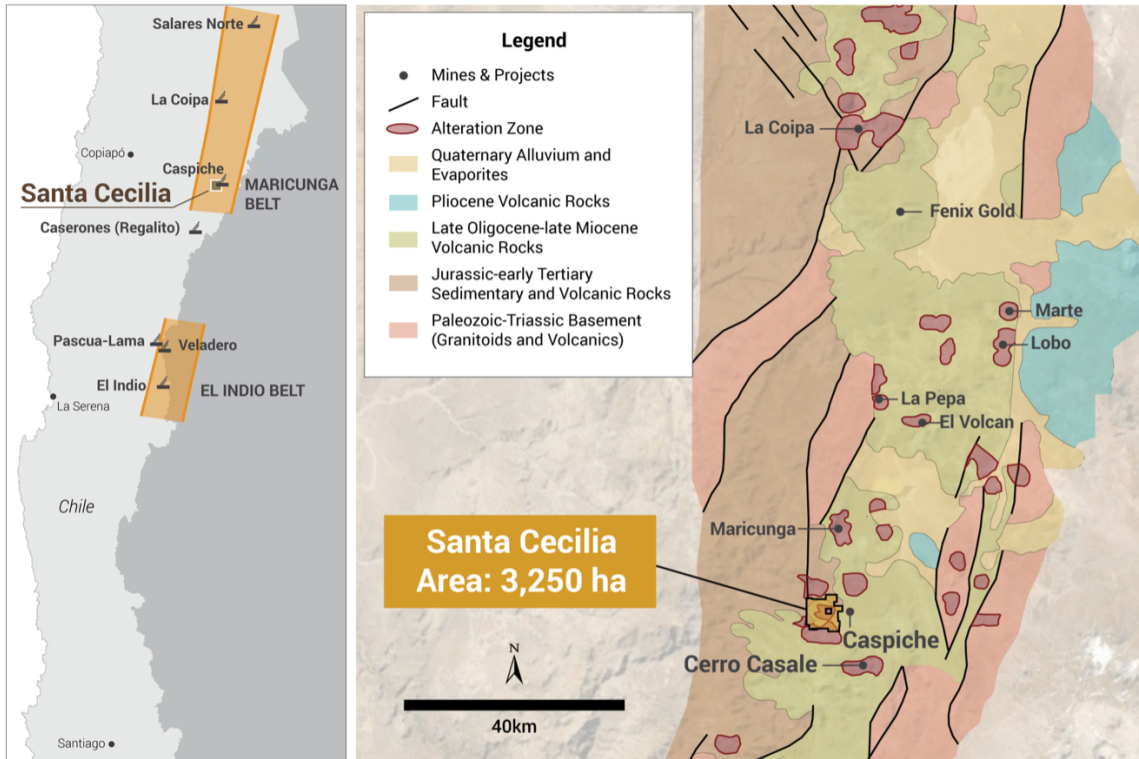 Salares Norte
La Coipa
Copiapó
Caspiche
Santa Cecilia
MARICUNGA
BELT
Caserones (Regalito)
Pascua-Lama
Veladero
El Indio
EL INDIO BELT
La Serena
Chile
Santiago
Legend
Mines & Projects
Fault
Alteration Zone
Quaternary Alluvium and
Evaporites
Pliocene Volcanic Rocks
Late Oligocene-late Miocene
Volcanic Rocks
Jurassic-early Tertiary
Sedimentary and Volcanic Rocks
Paleozoic-Triassic Basement
(Granitoids and Volcanics)
La Coipa
Fenix Gold
Marte
Lobo
La Pepa
El Volcan
Maricunga
Santa Cecilia
Area: 3,250 ha
Caspiche
Cerro Casale
N
40km